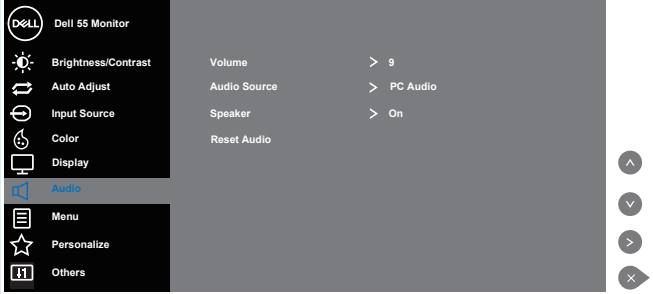 DELL Dell 55 Monitor
Brightness/Contrast
Auto Adjust
Input Source
Color
Display
Audio
Menu
Personalize
Others
Volume > 9
Audio Source > PC Audio
Speaker > On
Reset Audio